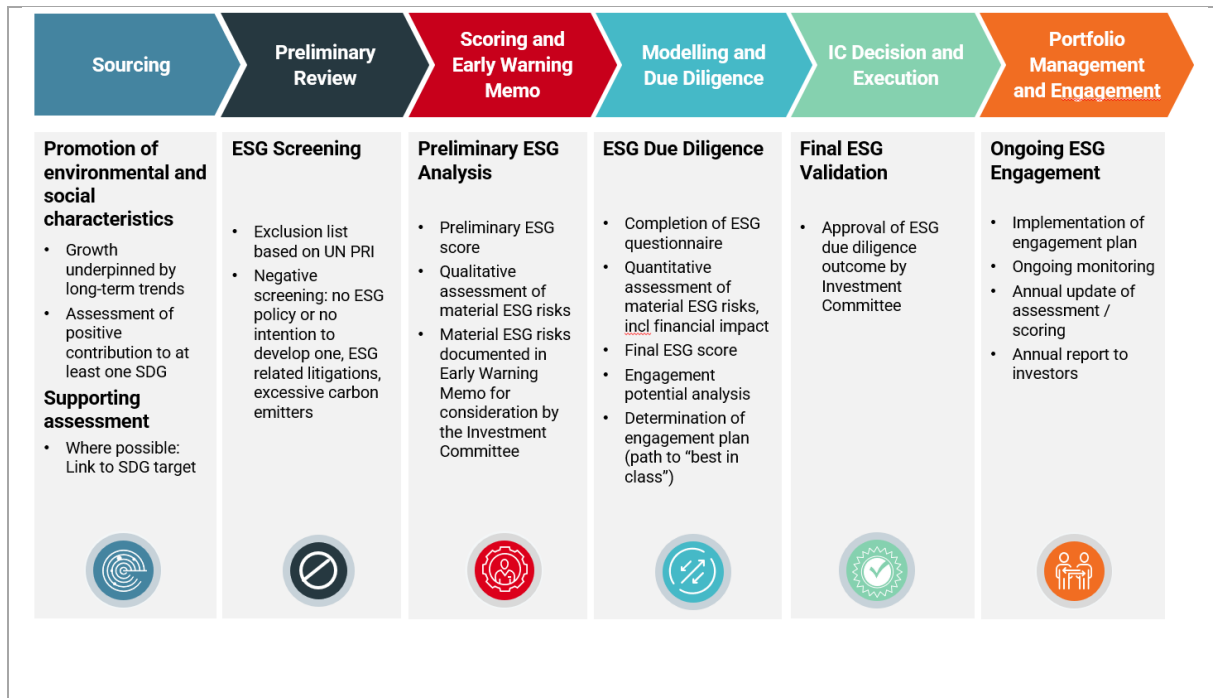 Sourcing
Preliminary
Review
Scoring and
Early Warning
Memo
Modelling and
Due Diligence
IC Decision and
Execution
Portfolio
Management
and Engagement
Promotion of
environmental and
social
characteristics
• Growth
underpinned by
long-term trends
• Assessment of
positive
contribution to at
least one SDG
Supporting
assessment
• Where possible:
Link to SDG target
ESG Screening
• Exclusion list
based on UN PRI
• Negative
screening: no ESG
policy or no
intention to
develop one, ESG
related litigations,
excessive carbon
emitters
Preliminary ESG
Analysis
• Preliminary ESG
score
• Qualitative
assessment of
material ESG risks
• Material ESG risks
documented in
Early Warning
Memo for
consideration by
the Investment
Committee
ESG Due Diligence
• Completion of ESG
questionnaire
• Quantitative
assessment of
material ESG risks,
incl financial impact
• Final ESG score
• Engagement
potential analysis
• Determination of
engagement plan
(path to “best in
class”)
Final ESG
Validation
• Approval of ESG
due diligence
outcome by
Investment
Committee
Ongoing ESG
Engagement
• Implementation of
engagement plan
• Ongoing monitoring
• Annual update of
assessment /
scoring
• Annual report to
investors